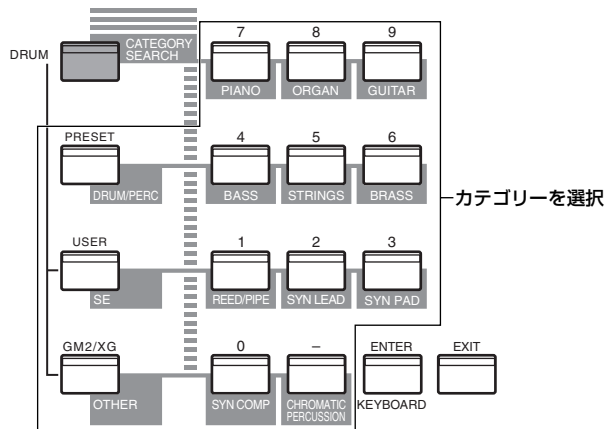 7 8 9
DRUM CATEGORY
SEARCH
PIANO ORGAN GUITAR
PRESET 4 5 6
DRUM/PERC BASS STRINGS BRASS
カテゴリーを選択
USER 1 2 3
SE REED/PIPE SYN LEAD SYN PAD
GM2/XG 0 – ENTER EXIT
OTHER SYN COMP CHROMATIC
PERCUSSION KEYBOARD